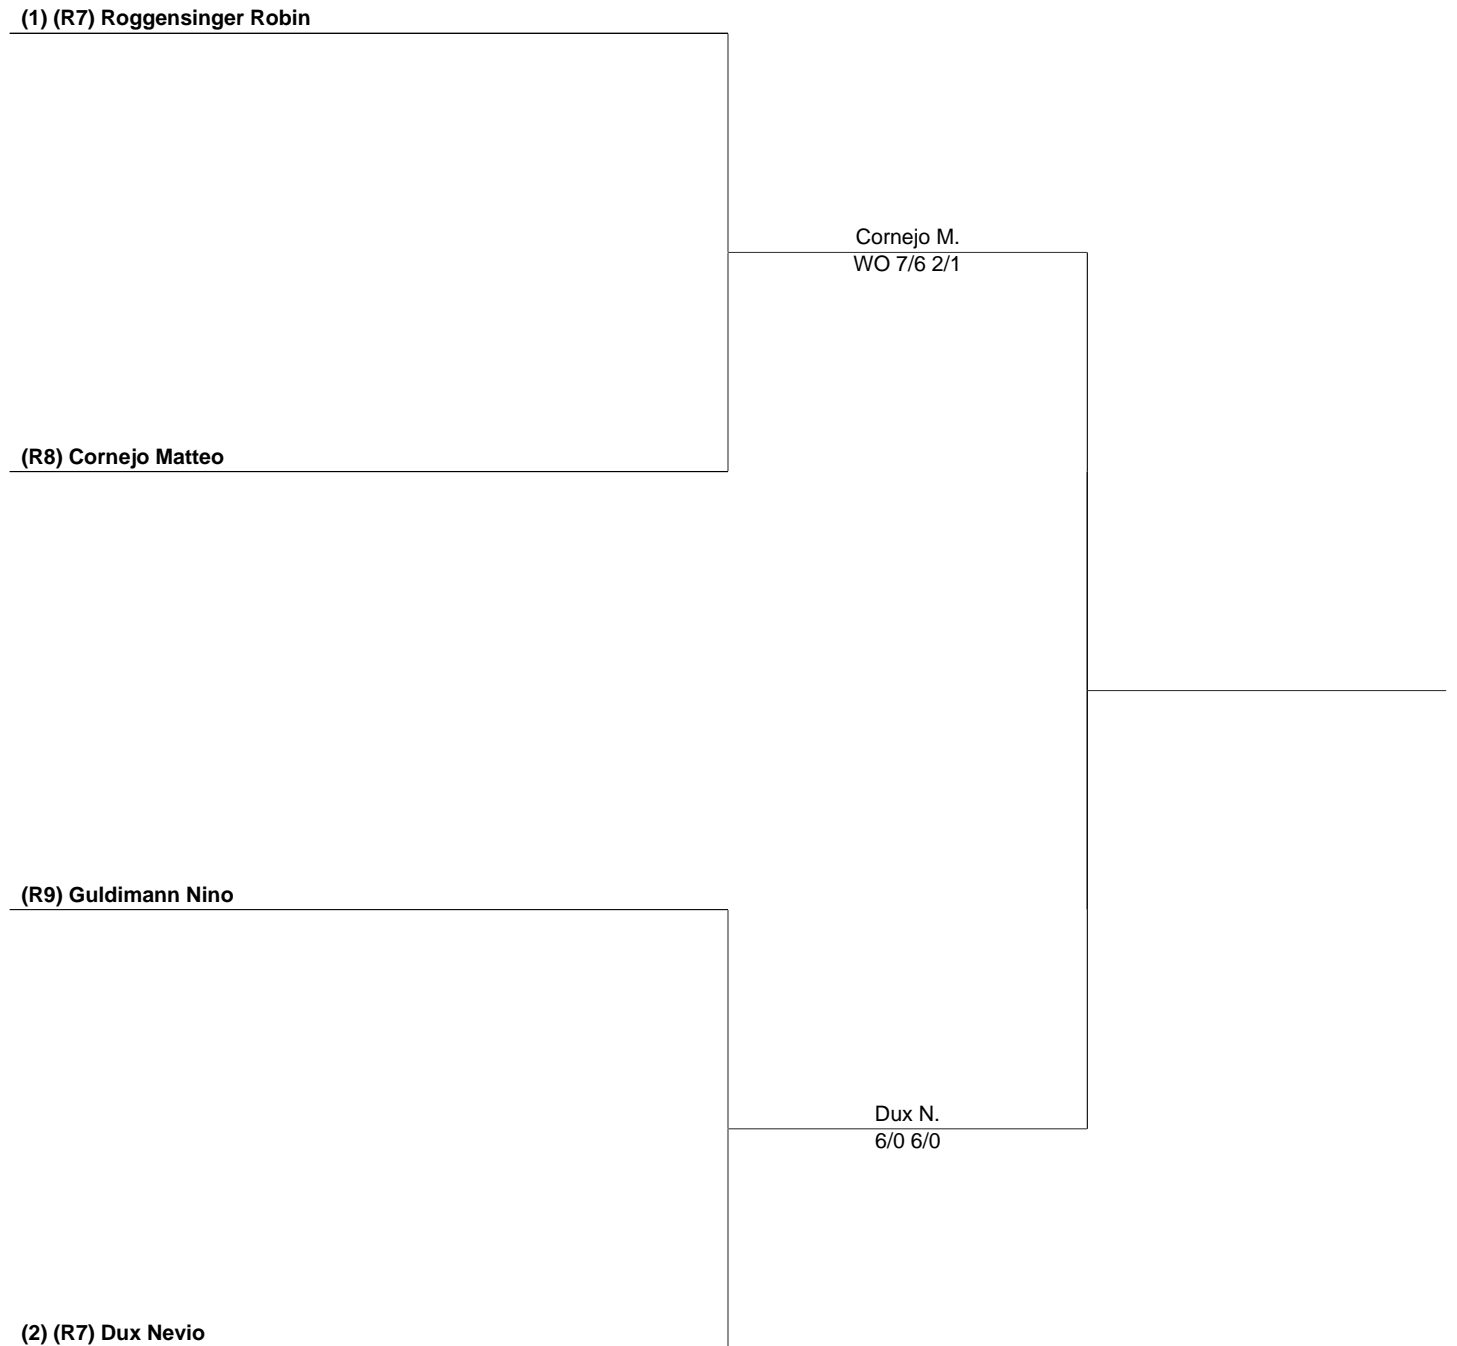 (1) (R7) Roggensinger Robin
Cornejo M.
WO 7/6 2/1
(R8) Cornejo Matteo
(R9) Guldimann Nino
Dux N.
6/0 6/0
(2) (R7) Dux Nevio